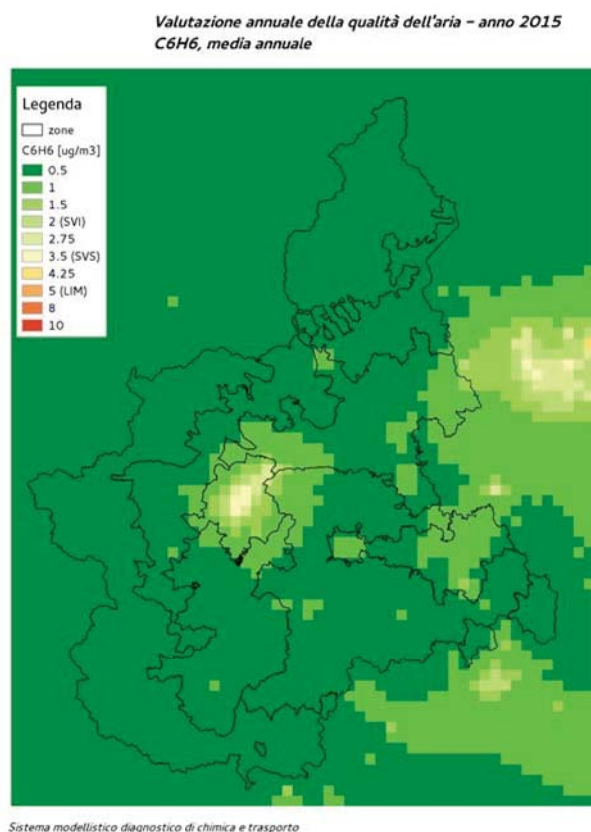 Valutazione annuale della qualità dell'aria – anno 2015
C6H6, media annuale
Legenda
zone
C6H6 [ug/m3]
0.5
1
1.5
2 (SVI)
2.75
3.5 (SVS)
4.25
5 (LIM)
8
10
Sistema modellistico diagnostico di chimica e trasporto